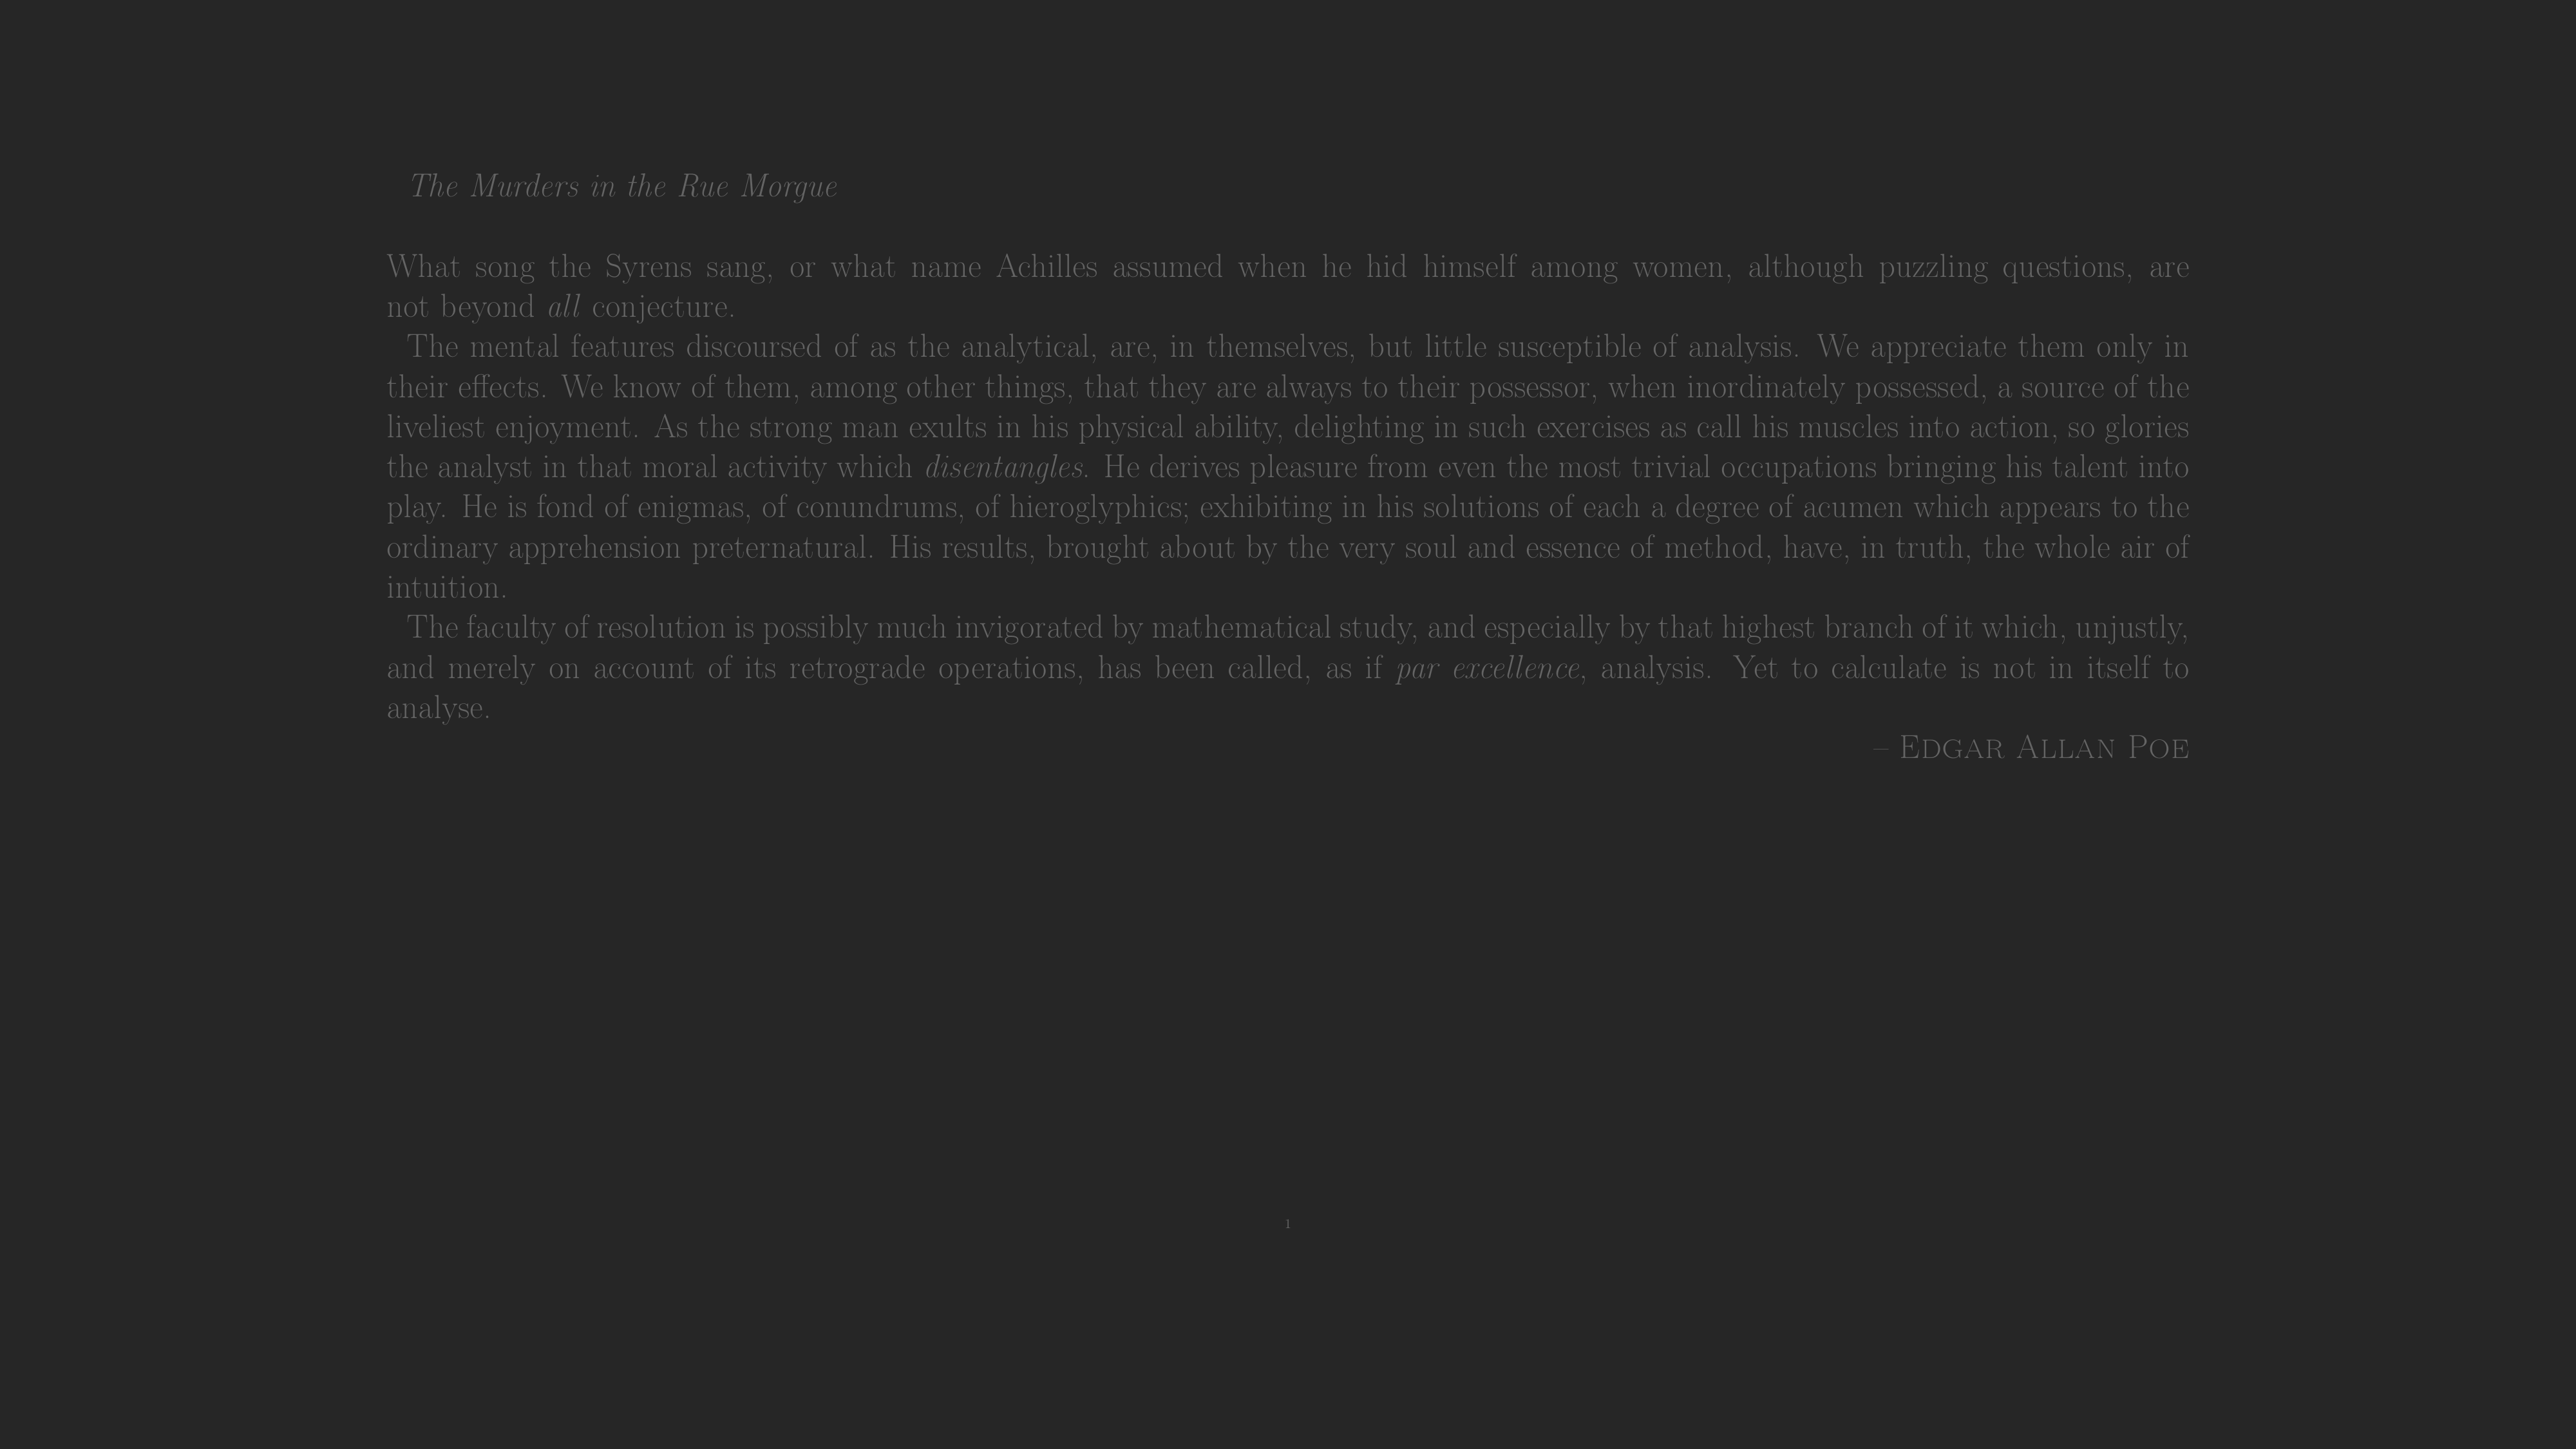 The Murders in the Rue Morgue
What song the Syrens sang, or what name Achilles assumed when he hid himself among women, although puzzling questions, are
not beyond all conjecture.
The mental features discoursed of as the analytical, are, in themselves, but little susceptible of analysis. We appreciate them only in
their effects. We know of them, among other things, that they are always to their possessor, when inordinately possessed, a source of the
liveliest enjoyment. As the strong man exults in his physical ability, delighting in such exercises as call his muscles into action, so glories
the analyst in that moral activity which disentangles. He derives pleasure from even the most trivial occupations bringing his talent into
play. He is fond of enigmas, of conundrums, of hieroglyphics; exhibiting in his solutions of each a degree of acumen which appears to the
ordinary apprehension preternatural. His results, brought about by the very soul and essence of method, have, in truth, the whole air of
intuition.
The faculty of resolution is possibly much invigorated by mathematical study, and especially by that highest branch of it which, unjustly,
and merely on account of its retrograde operations, has been called, as if par excellence, analysis. Yet to calculate is not in itself to
analyse.
– EDGAR ALLAN POE
1